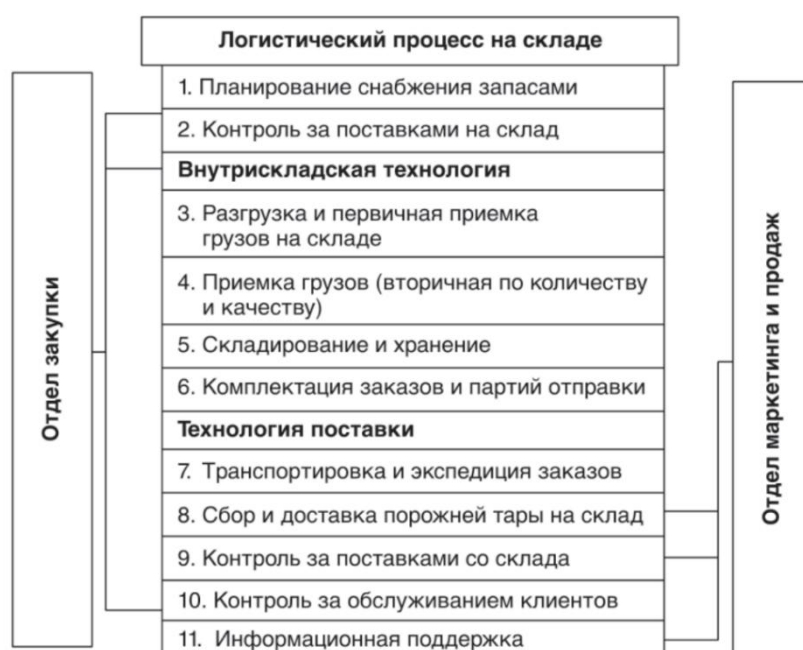 Логистический процесс на складе
Отдел закупки
1. Планирование снабжения запасами
2. Контроль за поставками на склад
Внутрискладская технология
3. Разгрузка и первичная приемка
грузов на складе
4. Приемка грузов (вторичная по количеству
и качеству)
5. Складирование и хранение
6. Комплектация заказов и партий отправки
Технология поставки
7. Транспортировка и экспедиция заказов
8. Сбор и доставка порожней тары на склад
9. Контроль за поставками со склада
10. Контроль за обслуживанием клиентов
11. Информационная поддержка
Отдел маркетинга и продаж